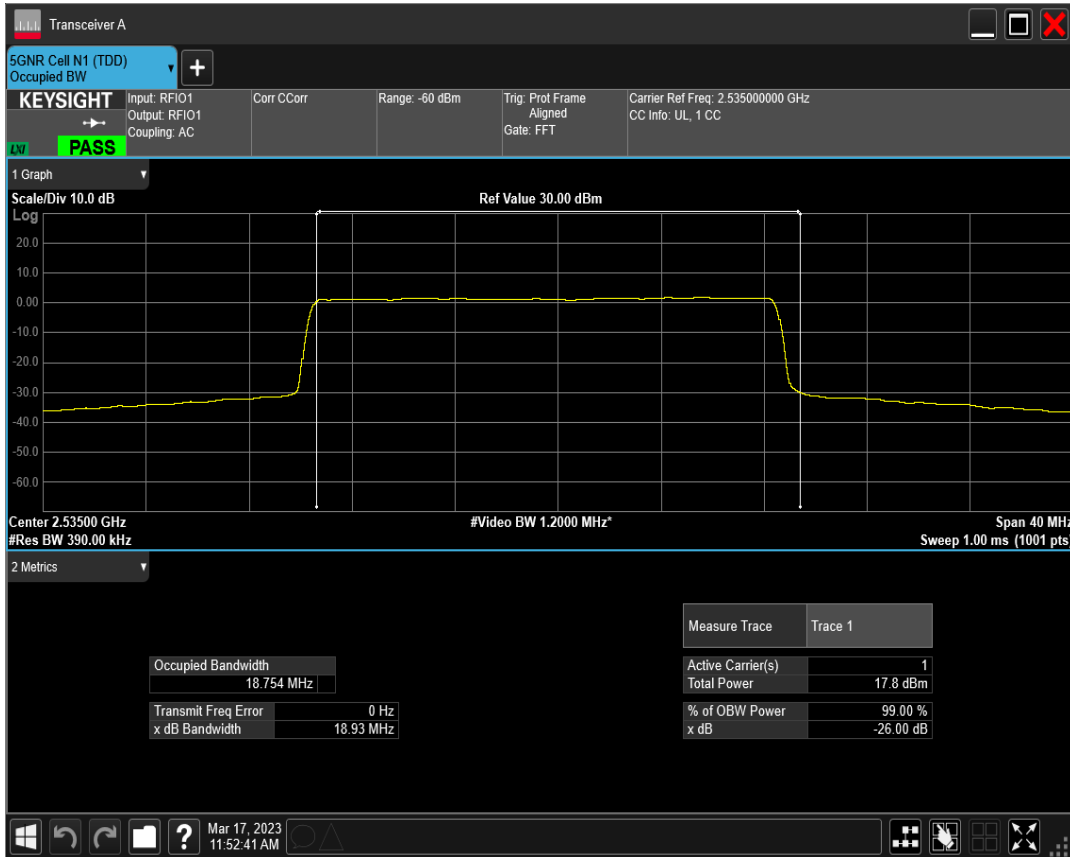 Transceiver A
5GNR Cell N1 (TDD)
Occupied BW
+
KEYSIGHT
LXI
PASS
Input: RFIO1
Output: RFIO1
Coupling: AC
Corr CCorr
Range: -60 dBm
Trig: Prot Frame
Aligned
Gate: FFT
Carrier Ref Freq: 2.535000000 GHz
CC Info: UL, 1 CC
1 Graph
Scale/Div 10.0 dB
Ref Value 30.00 dBm
Log
20.0
10.0
0.00
-10.0
-20.0
-30.0
-40.0
-50.0
-60.0
Center 2.53500 GHz
#Video BW 1.2000 MHz*
Span 40 MHz
#Res BW 390.00 kHz
Sweep 1.00 ms (1001 pts)
2 Metrics
Measure Trace Trace 1
Occupied Bandwidth
18.754 MHz
Active Carrier(s) 1
Total Power 17.8 dBm
Transmit Freq Error 0 Hz
x dB Bandwidth 18.93 MHz
% of OBW Power 99.00 %
x dB -26.00 dB
?
Mar 17, 2023
11:52:41 AM